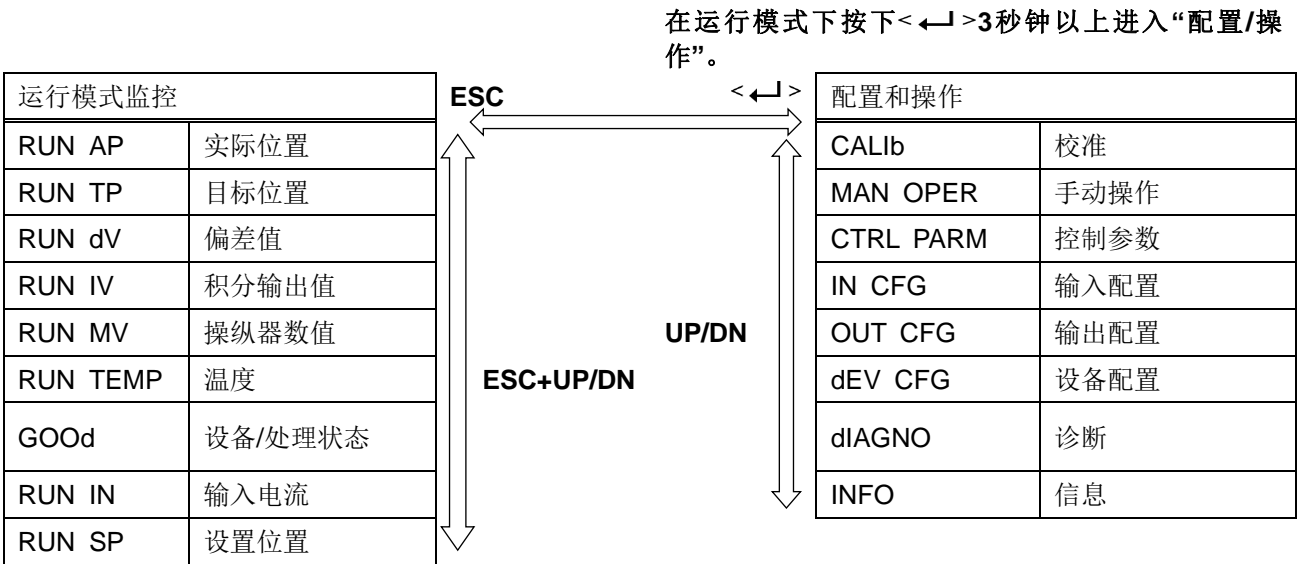 在运行模式下按下< >3秒钟以上进入“配置/操
作”。
运行模式监控
ESC
< >
配置和操作
RUN AP 实际位置
CALIb 校准
RUN TP 目标位置
MAN OPER 手动操作
RUN dV 偏差值
CTRL PARM 控制参数
RUN IV 积分输出值
IN CFG 输入配置
RUN MV 操纵器数值
UP/DN
OUT CFG 输出配置
RUN TEMP 温度
ESC+UP/DN
dEV CFG 设备配置
GOOd 设备/处理状态
dIAGNO 诊断
RUN IN 输入电流
INFO 信息
RUN SP 设置位置